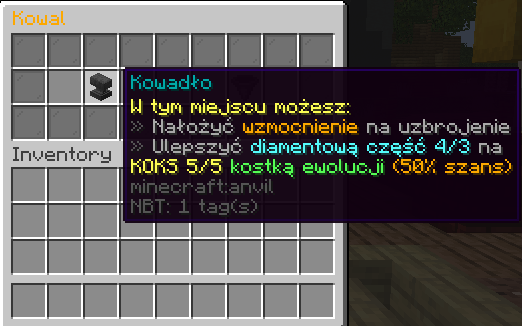 Kowal
Kowadło
W tym miejscu możesz:
» Nałożyć wzmocnienie na uzbrojenie
» Ulepszyć diamentową część 4/3 na
KOKS 5/5 kostką ewolucji (50% szans)
minecraft:anvil
NBT: 1 tag(s)
Inventory